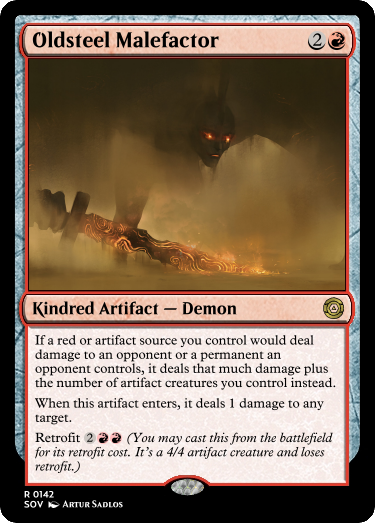 Oldsteel Malefactor 2
Kindred Artifact — Demon
If a red or artifact source you control would deal
damage to an opponent or a permanent an
opponent controls, it deals that much damage plus
the number of artifact creatures you control instead.
When this artifact enters, it deals 1 damage to any
target.
Retrofit 2 (You may cast this from the battlefield
for its retrofit cost. It's a 4/4 artifact creature and loses
retrofit.)
R 0142
SOV Artur Sadlos